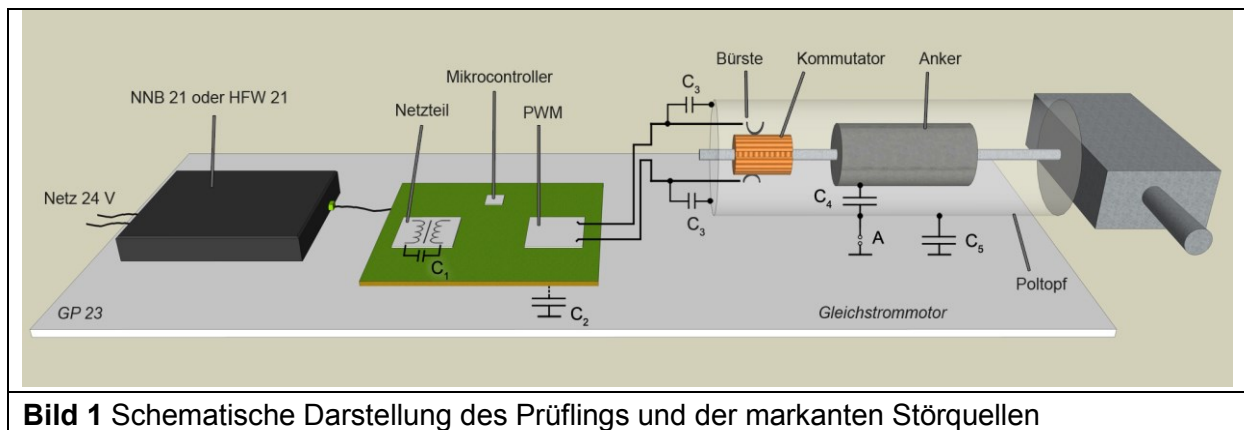 NNB 21 oder HFW 21
Netz 24 V
Netzteil
Mikrocontroller
PWM
C1
C2
C3
C3
Bürste
Kommutator
Anker
C4
A
C5
Poltopf
GP 23
Gleichstrommotor
Bild 1 Schematische Darstellung des Prüflings und der markanten Störquellen